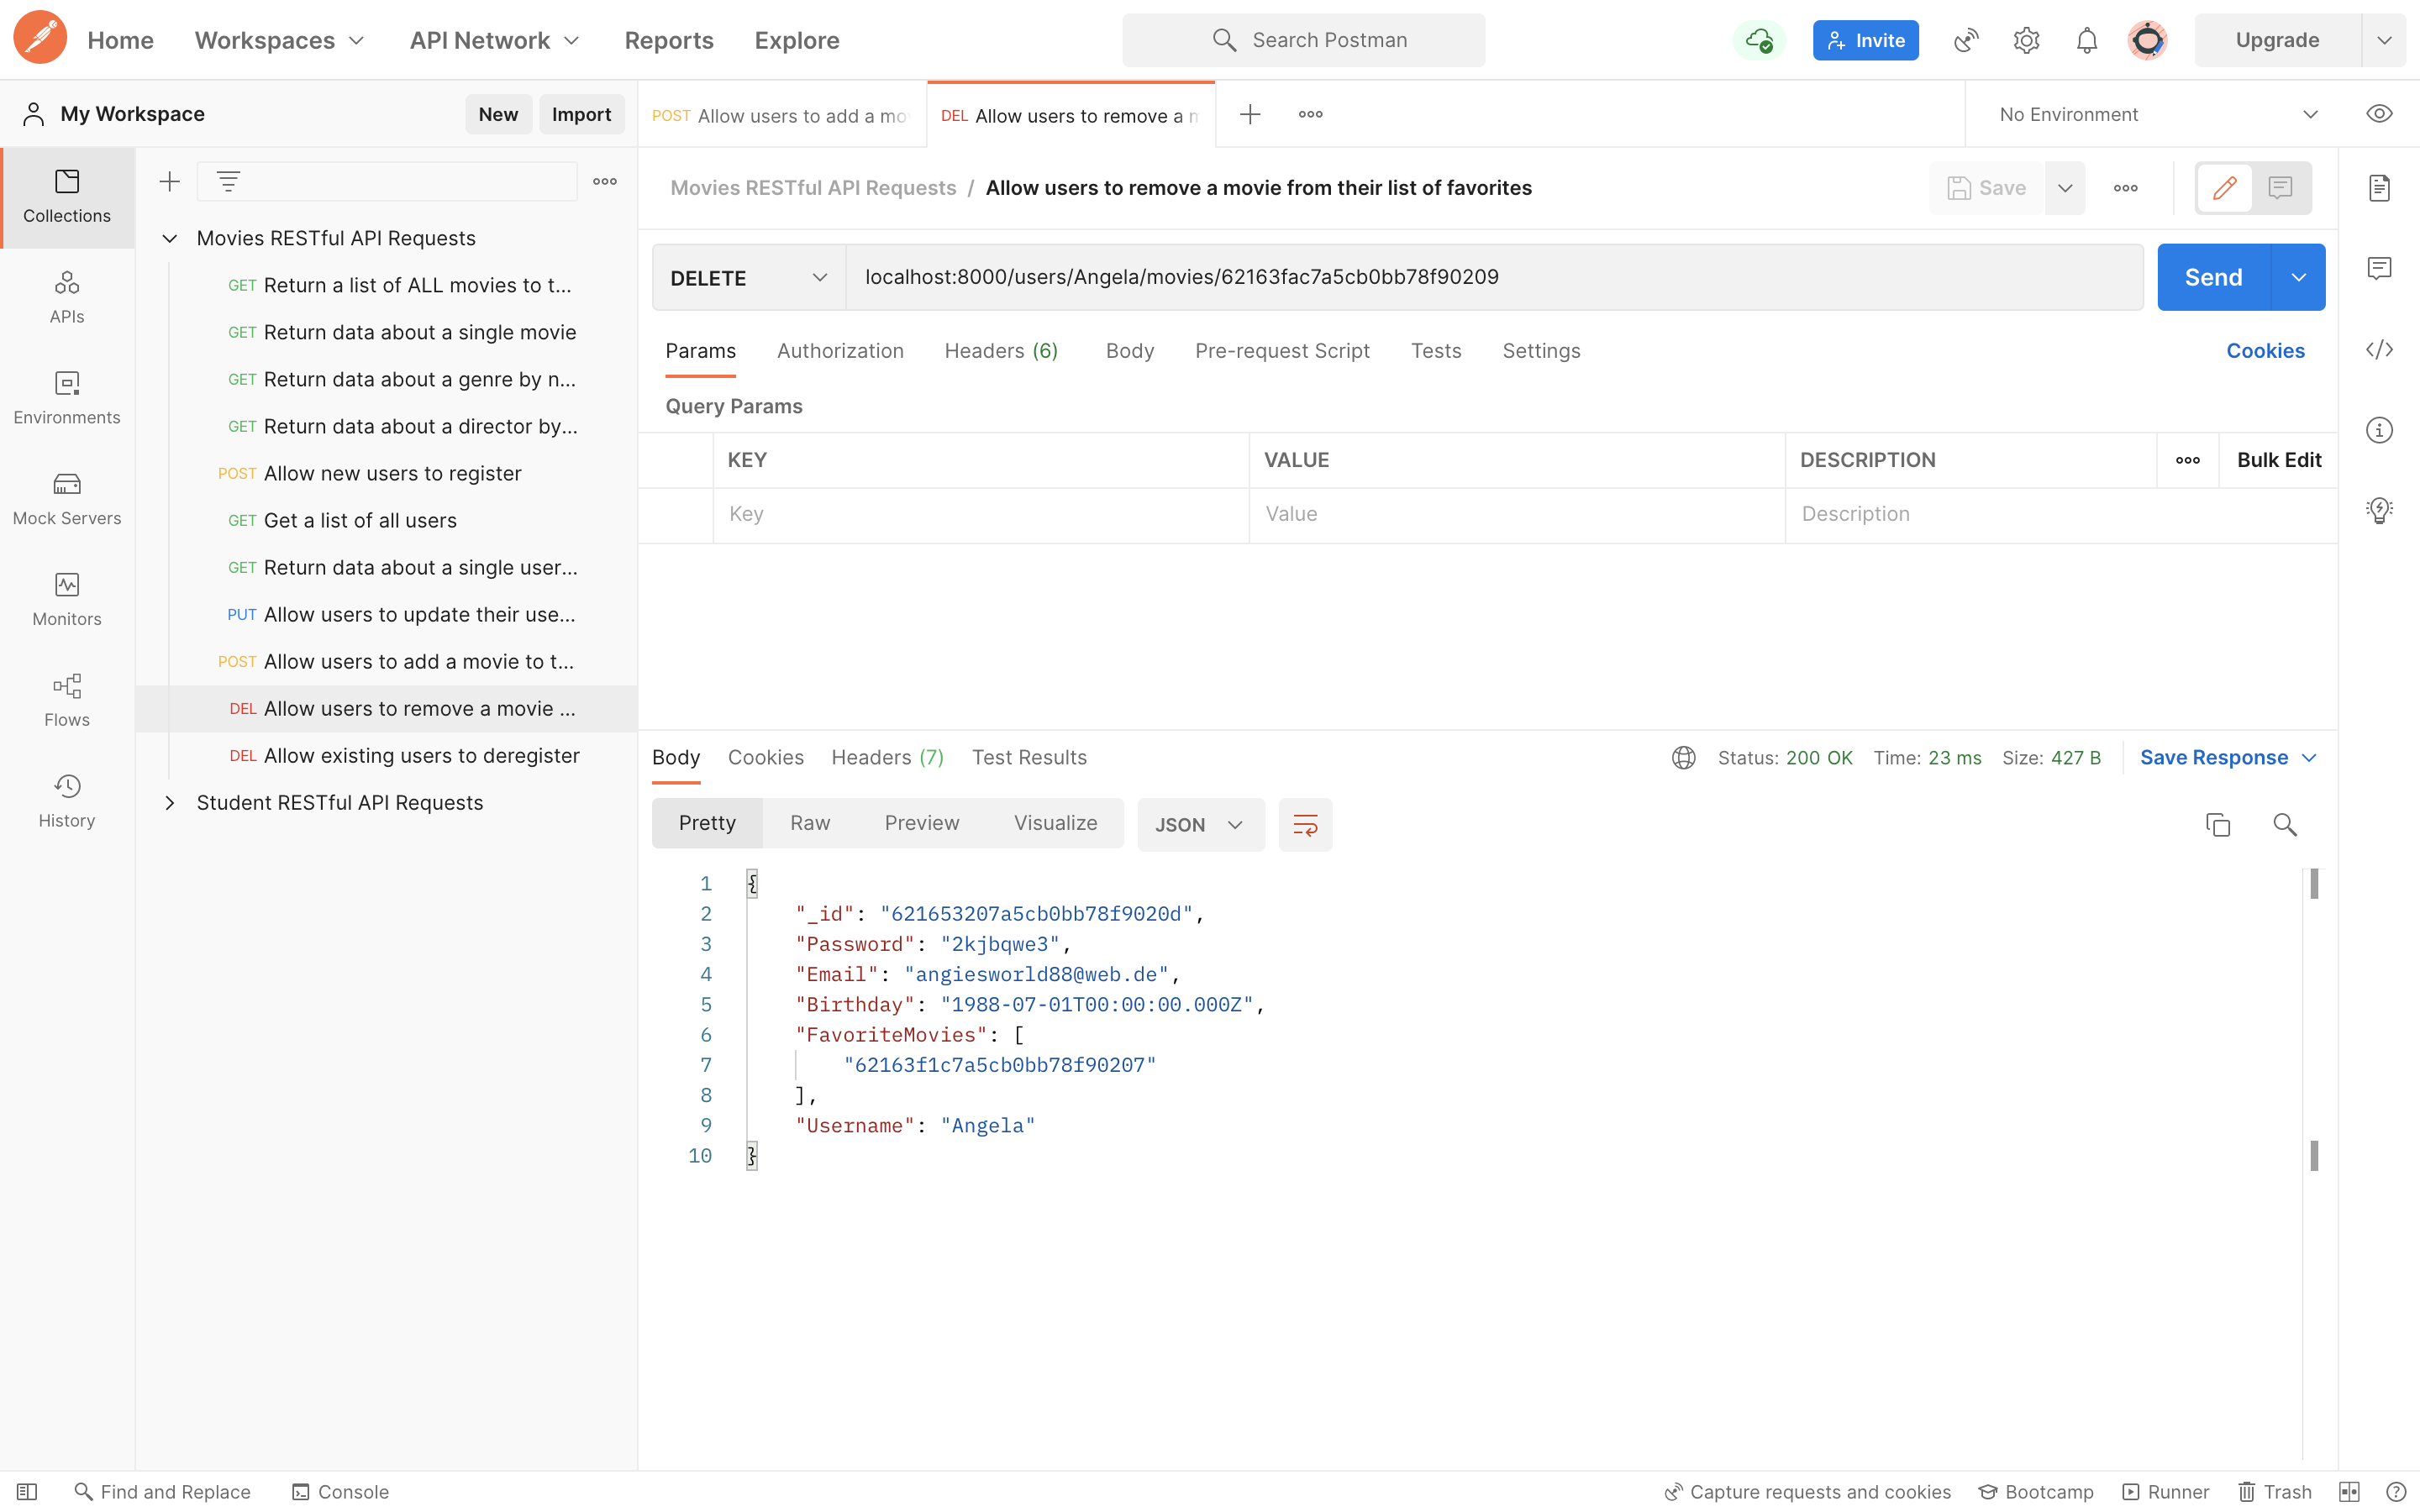 Home Workspaces API Network Reports Explore Search Postman Invite Upgrade
My Workspace New Import POST Allow users to add a mo DEL Allow users to remove a m No Environment
Collections
APIs
Environments
Mock Servers
Monitors
Flows
History
Movies RESTful API Requests
GET Return a list of ALL movies to t...
GET Return data about a single movie
GET Return data about a genre by n...
GET Return data about a director by...
POST Allow new users to register
GET Get a list of all users
GET Return data about a single user...
PUT Allow users to update their use...
POST Allow users to add a movie to t...
DEL Allow users to remove a movie ...
DEL Allow existing users to deregister
Student RESTful API Requests
Movies RESTful API Requests / Allow users to remove a movie from their list of favorites Save
DELETE localhost:8000/users/Angela/movies/62163fac7a5cb0bb78f90209 Send
Params Authorization Headers (6) Body Pre-request Script Tests Settings Cookies
Query Params
KEY VALUE DESCRIPTION Bulk Edit
Key Value Description
Body Cookies Headers (7) Test Results Status: 200 OK Time: 23 ms Size: 427 B Save Response
Pretty Raw Preview Visualize JSON
1 {
2 "_id": "621653207a5cb0bb78f9020d",
3 "Password": "2kjbqwe3",
4 "Email": "angiesworld88@web.de",
5 "Birthday": "1988-07-01T00:00:00.000Z",
6 "FavoriteMovies": [
7 "62163f1c7a5cb0bb78f90207"
8 ],
9 "Username": "Angela"
10 }
Find and Replace Console Capture requests and cookies Bootcamp Runner Trash